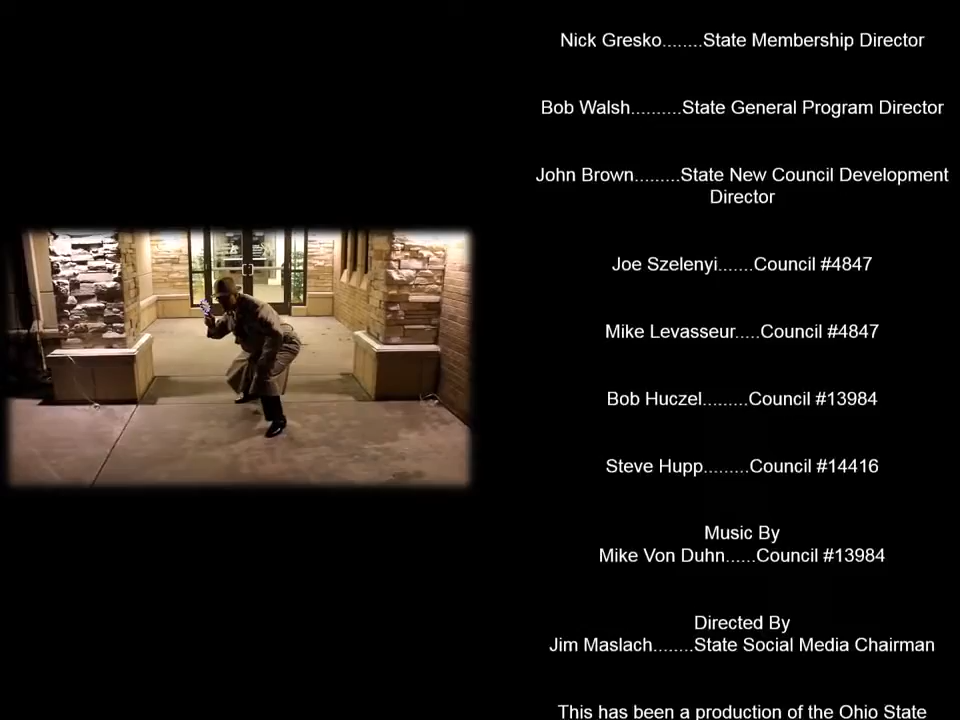 Nick Gresko........State Membership Director
Bob Walsh..........State General Program Director
John Brown.........State New Council Development
Director
Joe Szelenyi.......Council #4847
Mike Levasseur.....Council #4847
Bob Huczel.........Council #13984
Steve Hupp.........Council #14416
Music By
Mike Von Duhn......Council #13984
Directed By
Jim Maslach........State Social Media Chairman
This has been a production of the Ohio State